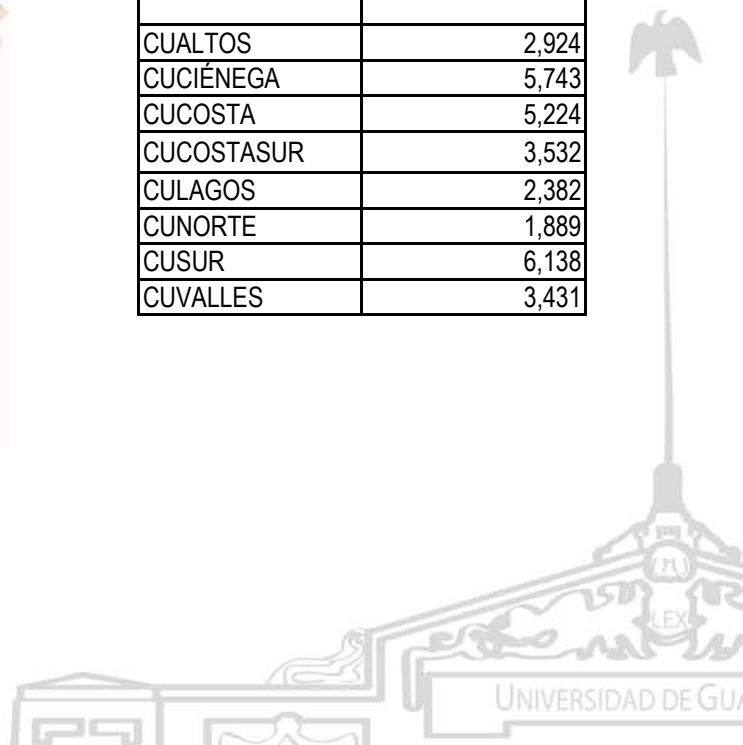 CUALTOS 2,924
CUCIÉNEGA 5,743
CUCOSTA 5,224
CUCOSTASUR 3,532
CULAGOS 2,382
CUNORTE 1,889
CUSUR 6,138
CUVALLES 3,431
LEX
UNIVERSIDAD DE GUA